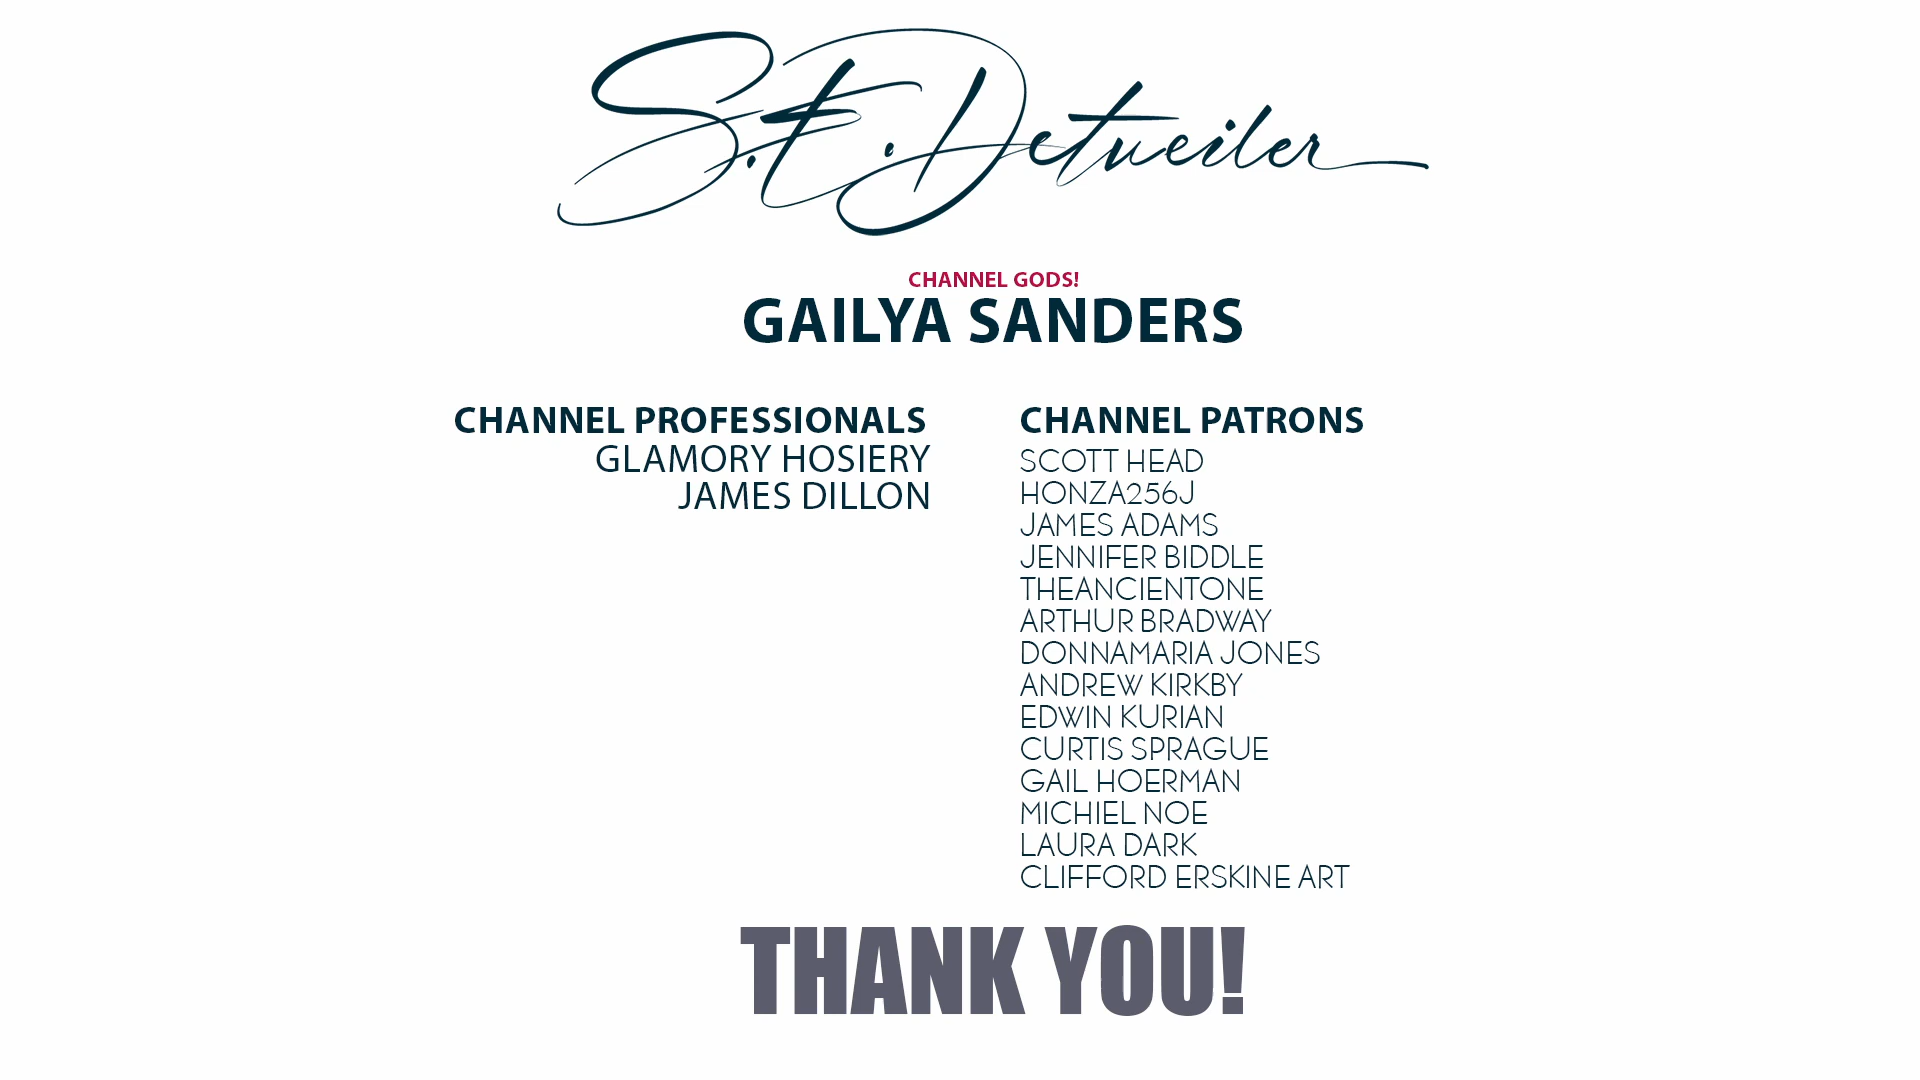 S.E. Detweiler
CHANNEL GODS!
GAILYA SANDERS
CHANNEL PROFESSIONALS
GLAMORY HOSIERY
JAMES DILLON
CHANNEL PATRONS
SCOTT HEAD
HONZA256J
JAMES ADAMS
JENNIFER BIDDLE
THEANCIENTONE
ARTHUR BRADWAY
DONNAMARIA JONES
ANDREW KIRKBY
EDWIN KURIAN
CURTIS SPRAGUE
GAIL HOERMAN
MICHIEL NOE
LAURA DARK
CLIFFORD ERSKINE ART
THANK YOU!